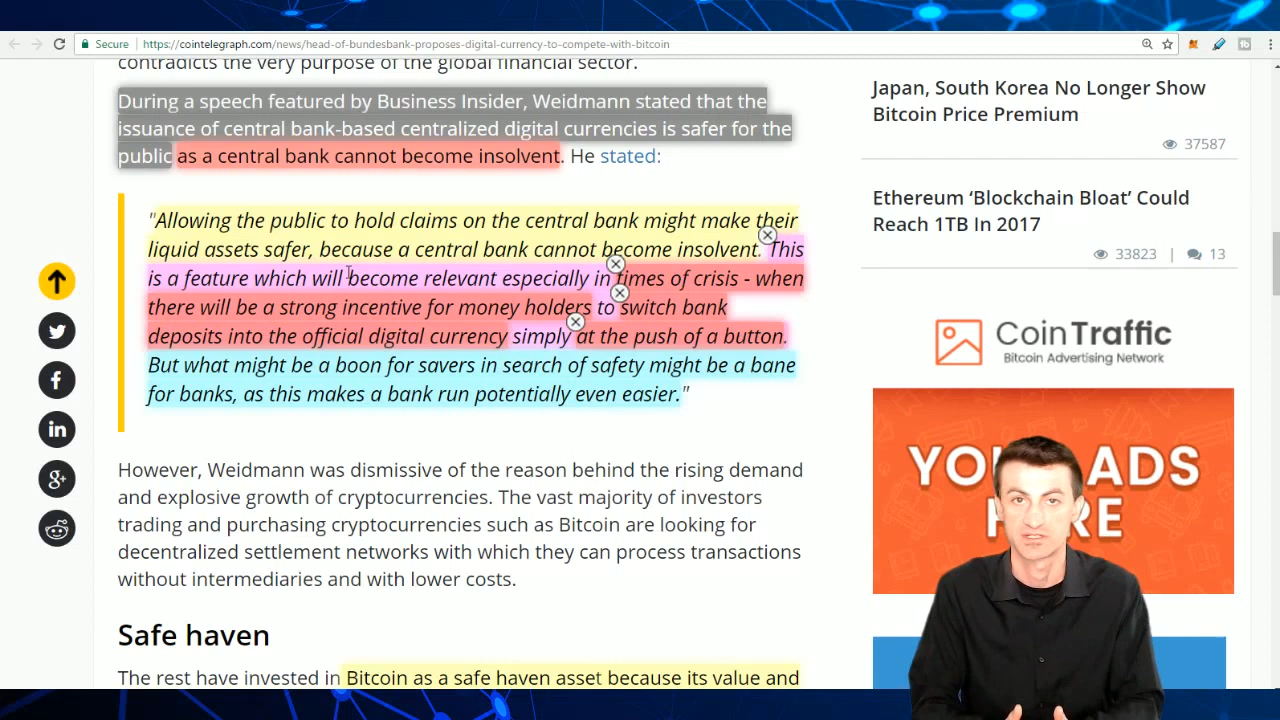 Secure
https://cointelegraph.com/news/head-of-bundesbank-proposes-digital-currency-to-compete-with-bitcoin
contradicts the very purpose of the global financial sector.
During a speech featured by Business Insider, Weidmann stated that the
issuance of central bank-based centralized digital currencies is safer for the
public as a central bank cannot become insolvent. He stated:
"Allowing the public to hold claims on the central bank might make their
liquid assets safer, because a central bank cannot become insolvent. This
is a feature which will become relevant especially in times of crisis - when
there will be a strong incentive for money holders to switch bank
deposits into the official digital currency simply at the push of a button.
But what might be a boon for savers in search of safety might be a bane
for banks, as this makes a bank run potentially even easier."
However, Weidmann was dismissive of the reason behind the rising demand
and explosive growth of cryptocurrencies. The vast majority of investors
trading and purchasing cryptocurrencies such as Bitcoin are looking for
decentralized settlement networks with which they can process transactions
without intermediaries and with lower costs.
Safe haven
The rest have invested in Bitcoin as a safe haven asset because its value and
Japan, South Korea No Longer Show
Bitcoin Price Premium
37587
Ethereum ‘Blockchain Bloat’ Could
Reach 1TB In 2017
33823 | 13
CoinTraffic
Bitcoin Advertising Network
ADS